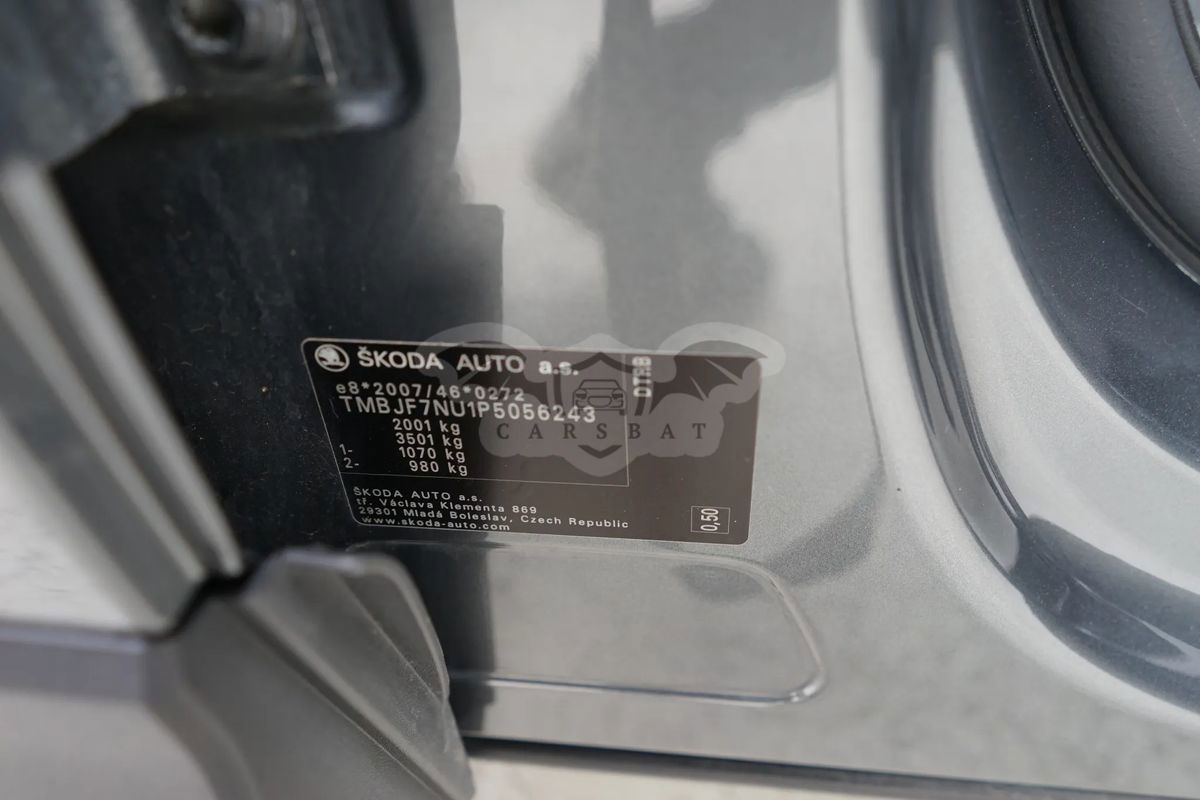 ŠKODA AUTO a.s.
DTRB
e8*2007/46*0272
TMBJF7NU1P5056243
2001 kg
3501 kg
1- 1070 kg
2- 980 kg
CARSBAT
ŠKODA AUTO a.s.
tř. Václava Klementa 869
29301 Mladá Boleslav, Czech Republic
www.skoda-auto.com
0,50